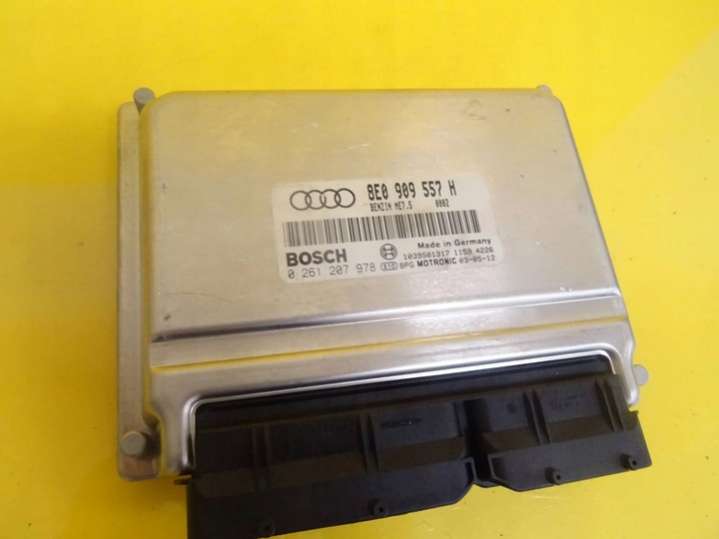 8E0 909 557 H
BENZIN ME7.5 0002
Made in Germany
BOSCH
1039S01317 1158 4226
0 261 207 978 MOTRONIC 03-05-12